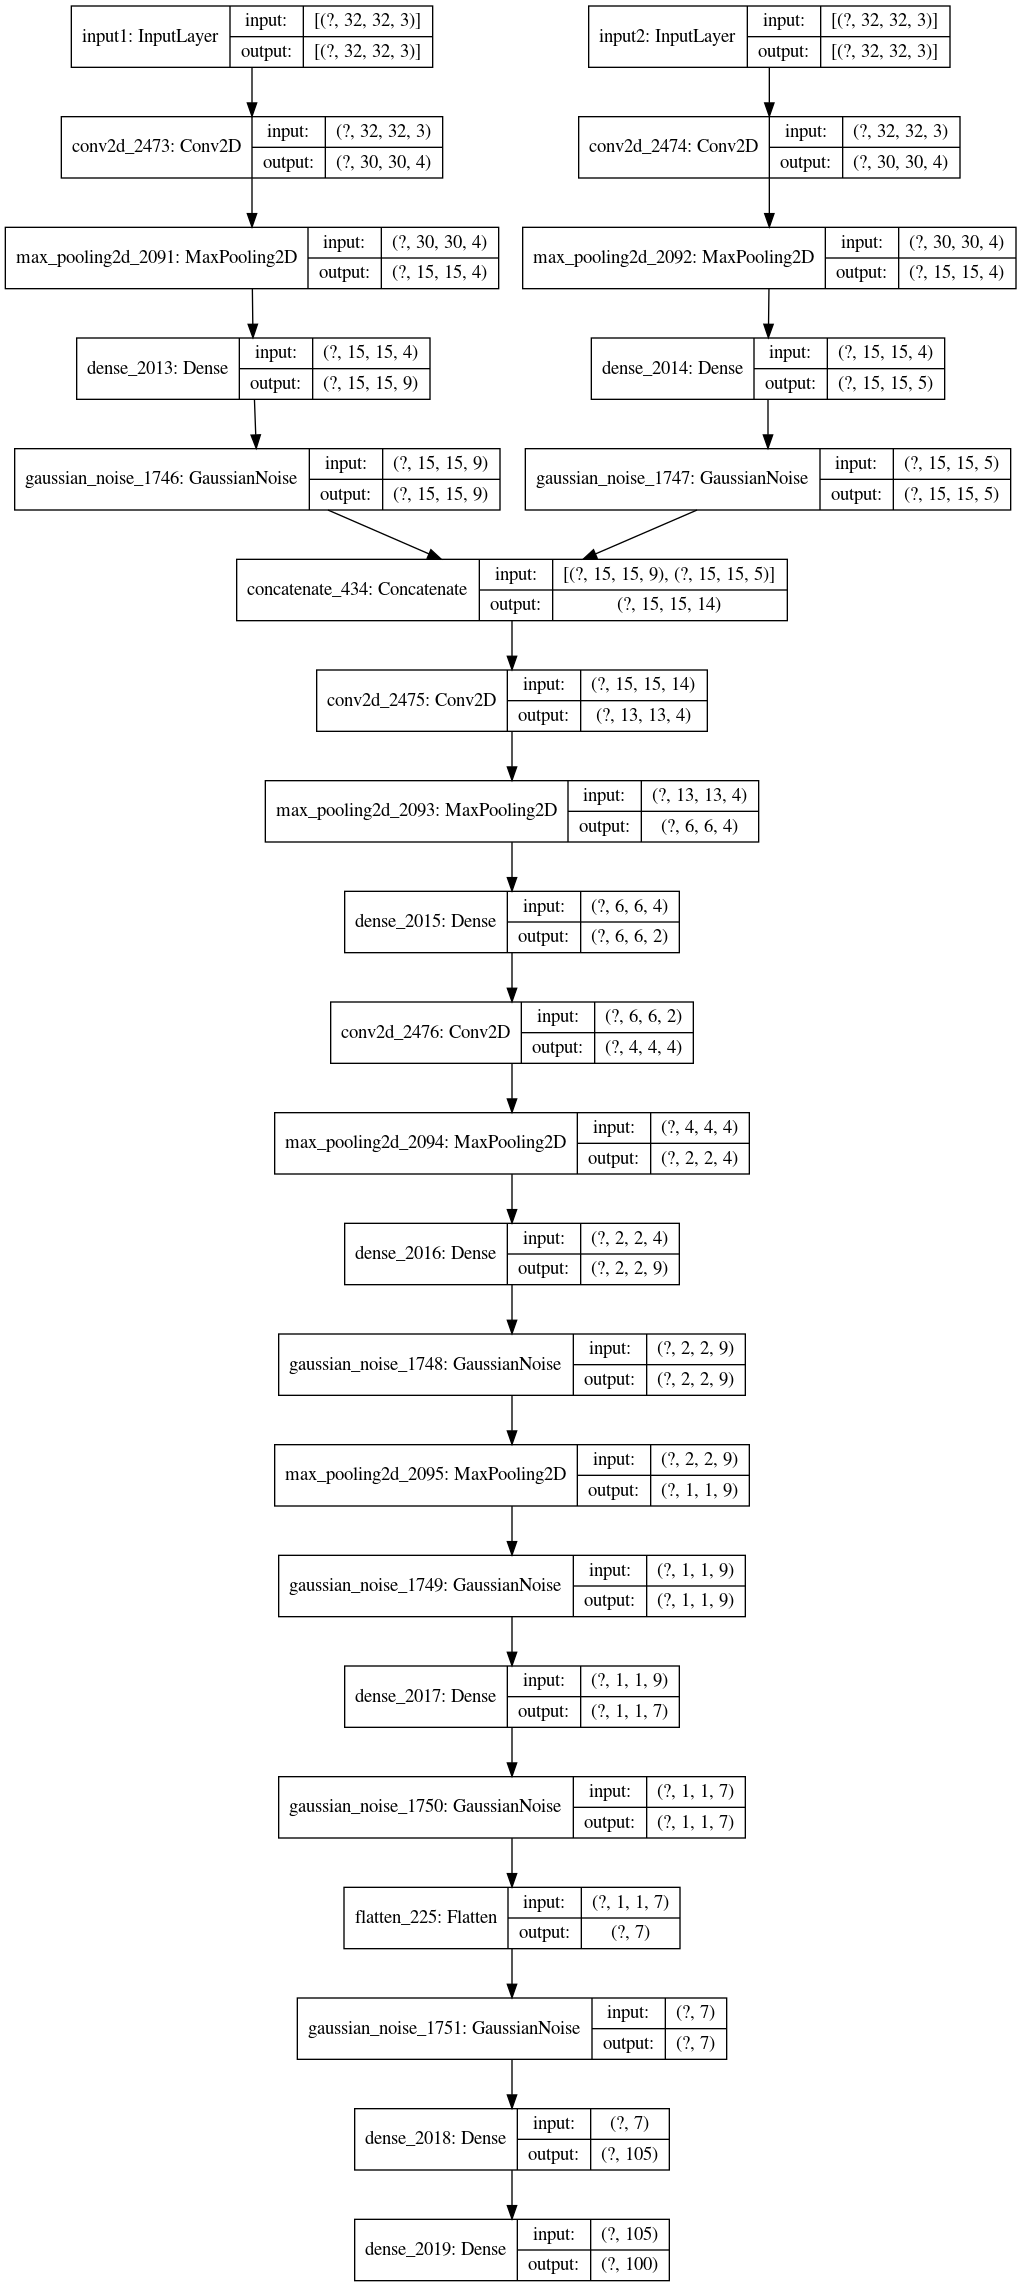 input1: InputLayer input: [(?, 32, 32, 3)]
output: [(?, 32, 32, 3)]
input2: InputLayer input: [(?, 32, 32, 3)]
output: [(?, 32, 32, 3)]
conv2d_2473: Conv2D input: (?, 32, 32, 3)
output: (?, 30, 30, 4)
conv2d_2474: Conv2D input: (?, 32, 32, 3)
output: (?, 30, 30, 4)
max_pooling2d_2091: MaxPooling2D input: (?, 30, 30, 4)
output: (?, 15, 15, 4)
max_pooling2d_2092: MaxPooling2D input: (?, 30, 30, 4)
output: (?, 15, 15, 4)
dense_2013: Dense input: (?, 15, 15, 4)
output: (?, 15, 15, 9)
dense_2014: Dense input: (?, 15, 15, 4)
output: (?, 15, 15, 5)
gaussian_noise_1746: GaussianNoise input: (?, 15, 15, 9)
output: (?, 15, 15, 9)
gaussian_noise_1747: GaussianNoise input: (?, 15, 15, 5)
output: (?, 15, 15, 5)
concatenate_434: Concatenate input: [(?, 15, 15, 9), (?, 15, 15, 5)]
output: (?, 15, 15, 14)
conv2d_2475: Conv2D input: (?, 15, 15, 14)
output: (?, 13, 13, 4)
max_pooling2d_2093: MaxPooling2D input: (?, 13, 13, 4)
output: (?, 6, 6, 4)
dense_2015: Dense input: (?, 6, 6, 4)
output: (?, 6, 6, 2)
conv2d_2476: Conv2D input: (?, 6, 6, 2)
output: (?, 4, 4, 4)
max_pooling2d_2094: MaxPooling2D input: (?, 4, 4, 4)
output: (?, 2, 2, 4)
dense_2016: Dense input: (?, 2, 2, 4)
output: (?, 2, 2, 9)
gaussian_noise_1748: GaussianNoise input: (?, 2, 2, 9)
output: (?, 2, 2, 9)
max_pooling2d_2095: MaxPooling2D input: (?, 2, 2, 9)
output: (?, 1, 1, 9)
gaussian_noise_1749: GaussianNoise input: (?, 1, 1, 9)
output: (?, 1, 1, 9)
dense_2017: Dense input: (?, 1, 1, 9)
output: (?, 1, 1, 7)
gaussian_noise_1750: GaussianNoise input: (?, 1, 1, 7)
output: (?, 1, 1, 7)
flatten_225: Flatten input: (?, 1, 1, 7)
output: (?, 7)
gaussian_noise_1751: GaussianNoise input: (?, 7)
output: (?, 7)
dense_2018: Dense input: (?, 7)
output: (?, 105)
dense_2019: Dense input: (?, 105)
output: (?, 100)